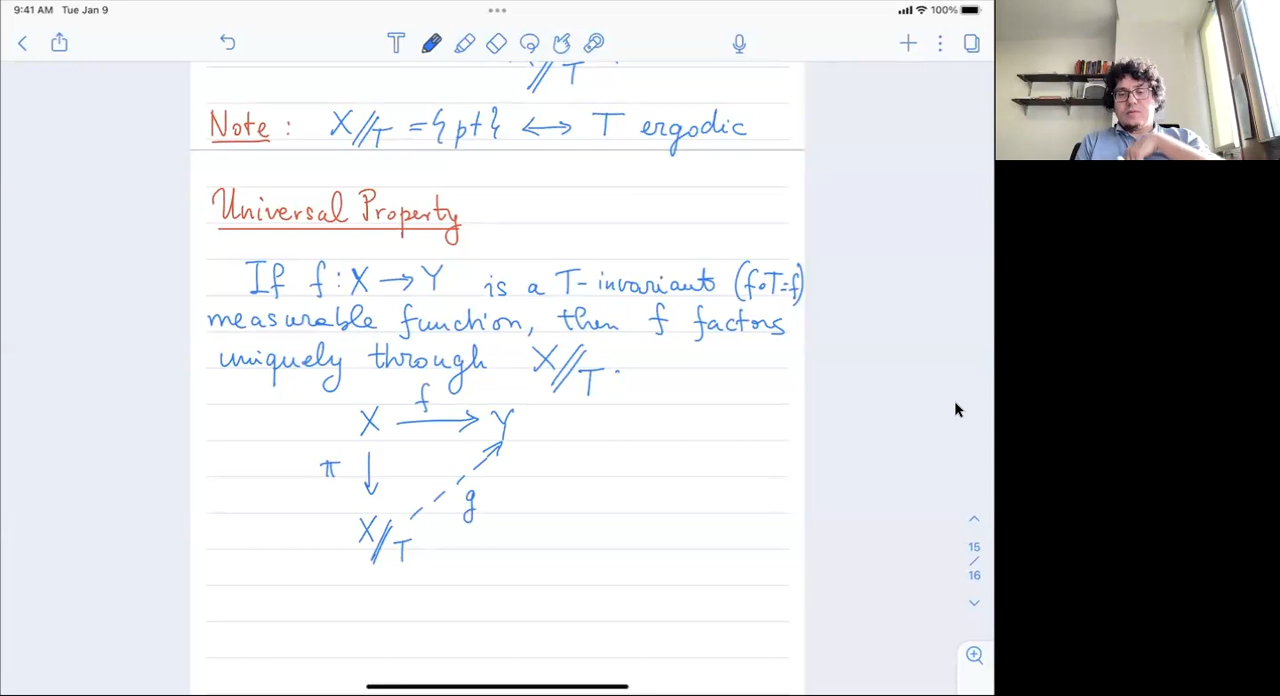 9:41 AM Tue Jan 9
100%
X//T.
Note: X//T = {pt} ⟷ T ergodic
Universal Property
If f: X → Y is a T-invariant (f∘T=f)
measurable function, then f factors
uniquely through X//T.
X f→ Y
π ↓ g
X//T
15
/
16